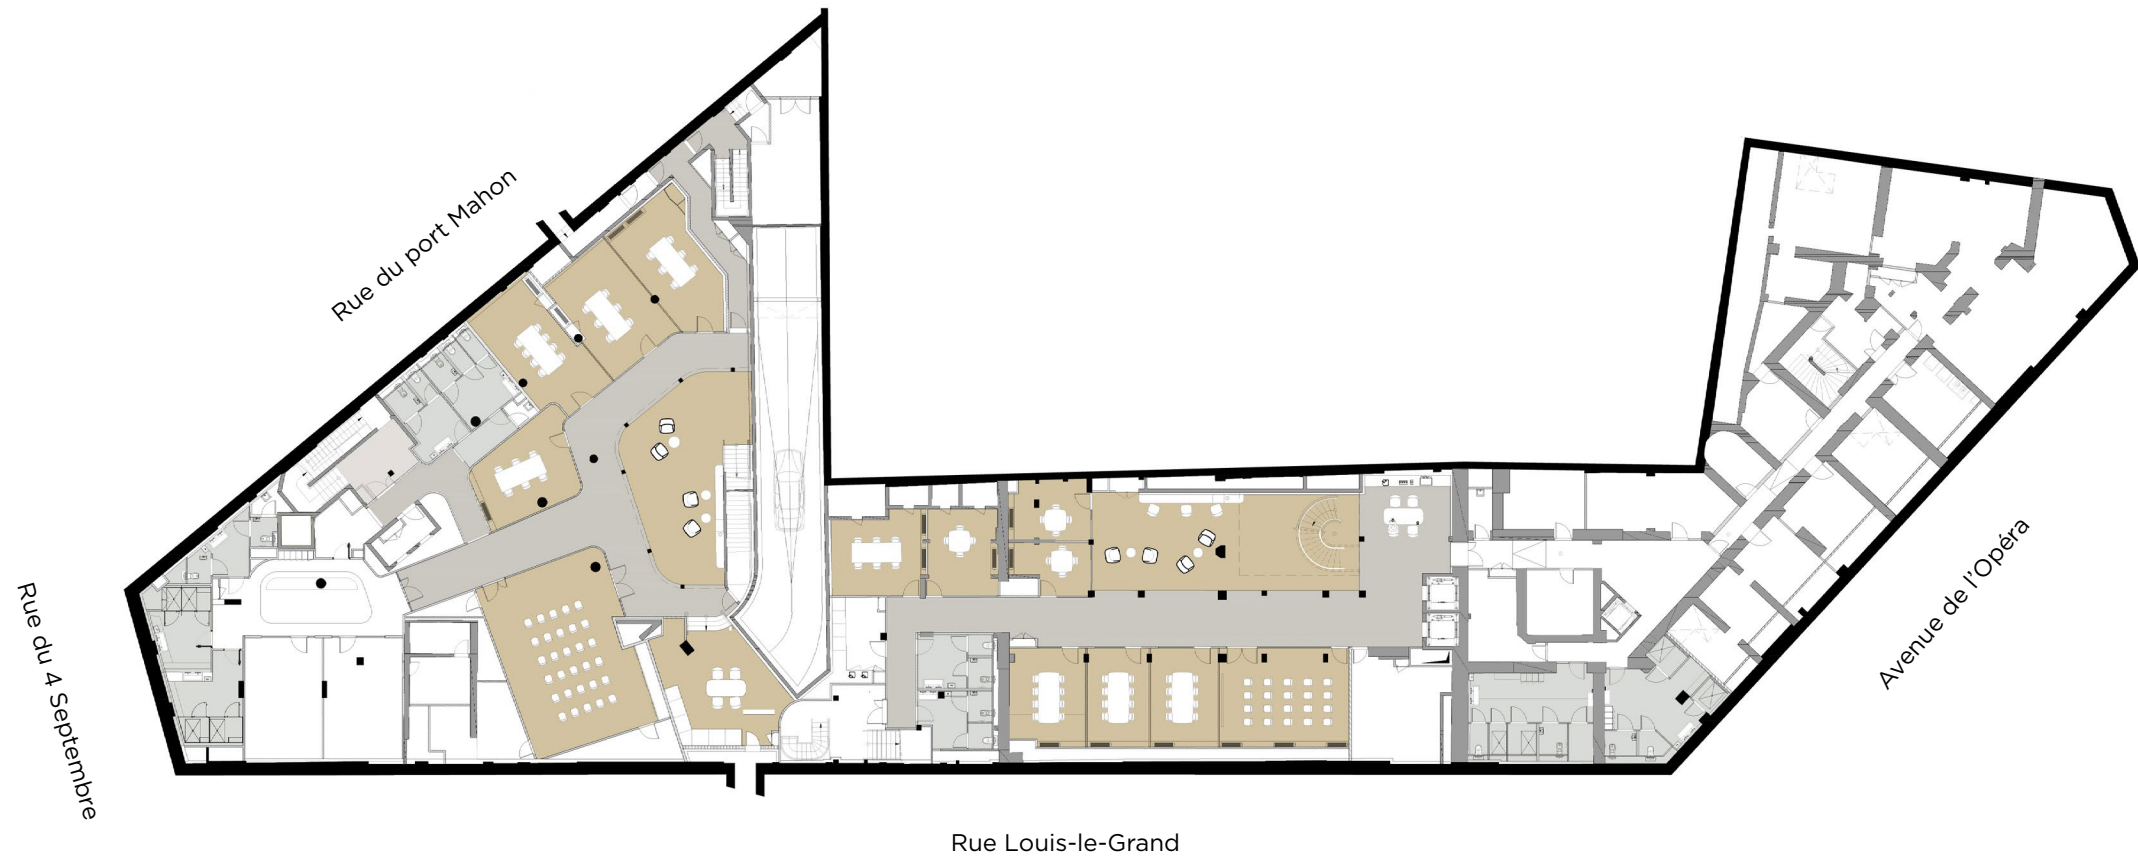 Rue du port Mahon
Rue du 4 Septembre
Avenue de l'Opéra
Rue Louis-le-Grand